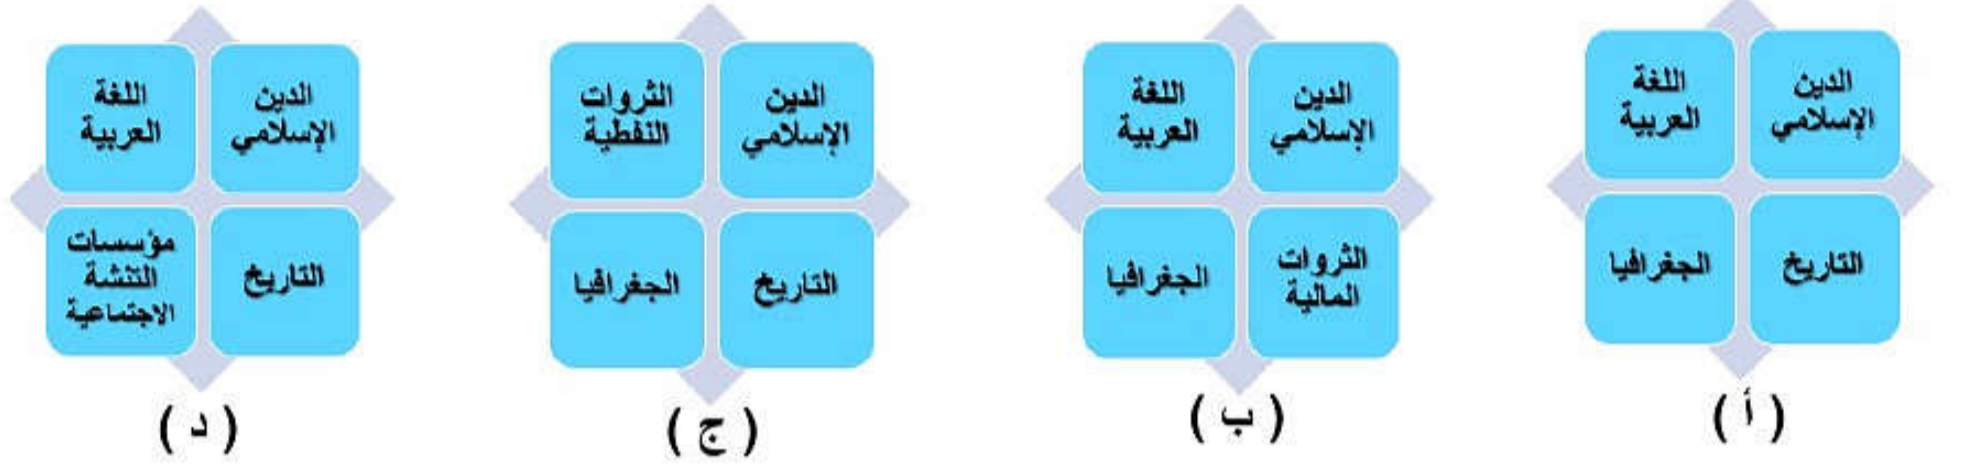 الدين
الإسلامي
اللغة
العربية
التاريخ
الجغرافيا
( أ )
الدين
الإسلامي
اللغة
العربية
الثروات
المالية
الجغرافيا
( ب )
الدين
الإسلامي
الثروات
النفطية
التاريخ
الجغرافيا
( ج )
الدين
الإسلامي
اللغة
العربية
التاريخ
مؤسسات
التنشة
الاجتماعية
( د )